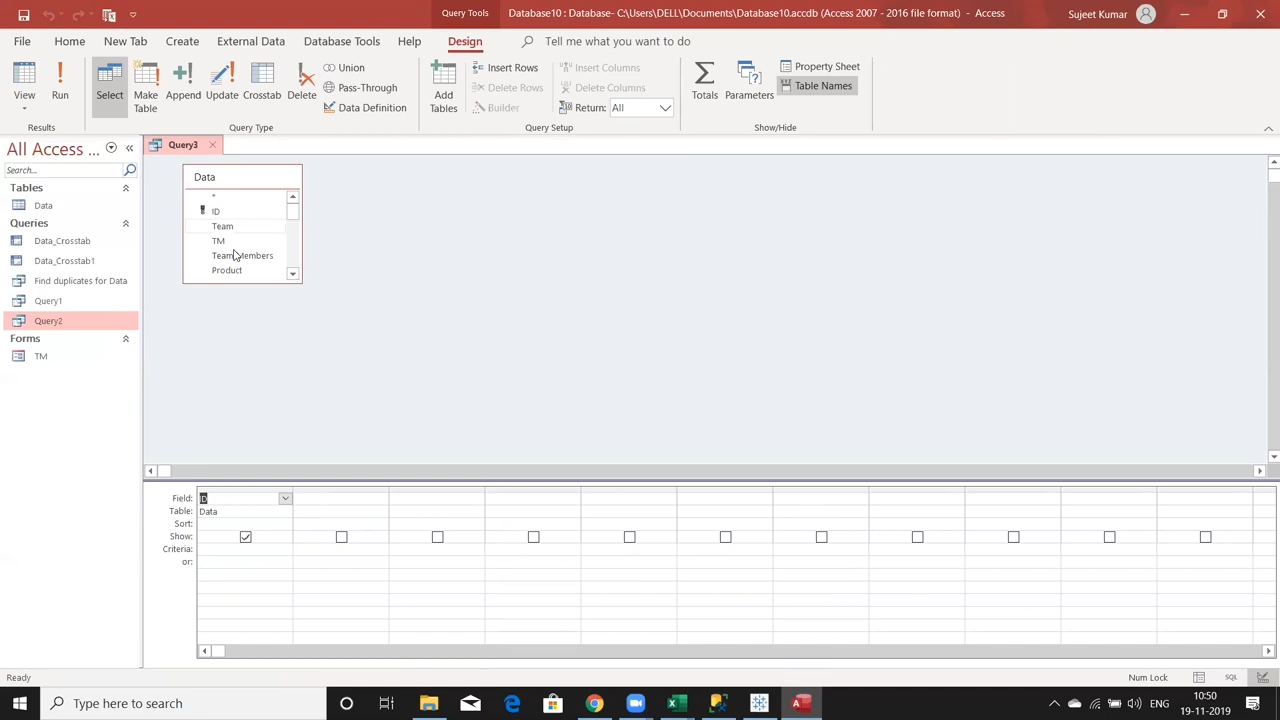 Query Tools
Database10 : Database- C:\Users\DELL\Documents\Database10.accdb (Access 2007 - 2016 file format) - Access
Sujeet Kumar
File Home New Tab Create External Data Database Tools Help Design Tell me what you want to do
View
Run
Select
Make Table
Append
Update
Crosstab
Delete
Union
Pass-Through
Data Definition
Add Tables
Insert Rows
Delete Rows
Builder
Insert Columns
Delete Columns
Return: All
Totals
Parameters
Property Sheet
Table Names
Results
Query Type
Query Setup
Show/Hide
All Access ...
Search...
Tables
Data
Queries
Data_Crosstab
Data_Crosstab1
Find duplicates for Data
Query1
Query2
Forms
TM
Query3
Data
*
ID
Team
TM
Team Members
Product
Field: ID
Table: Data
Sort:
Show:
Criteria:
or:
Ready
Num Lock
SQL
Type here to search
ENG
10:50
19-11-2019